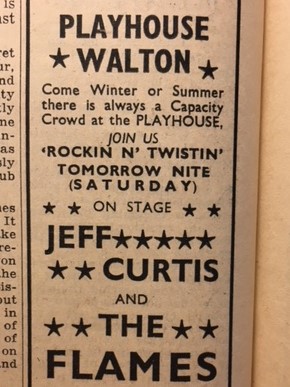 PLAYHOUSE
★ WALTON ★
Come Winter or Summer
there is always a Capacity
Crowd at the PLAYHOUSE,
JOIN US
'ROCKIN N' TWISTIN'
TOMORROW NITE
(SATURDAY)
★ ★ ON STAGE ★ ★
JEFF★★★★★
★★CURTIS
AND
★★THE★★
FLAMES